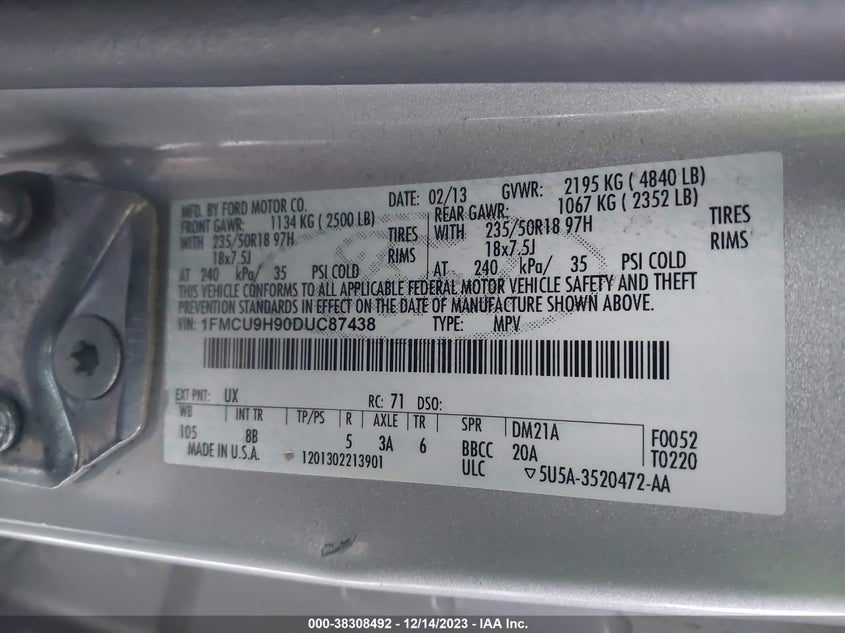 MFD. BY FORD MOTOR CO.
DATE: 02/13 GVWR: 2195 KG ( 4840 LB)
FRONT GAWR: 1134 KG ( 2500 LB) REAR GAWR: 1067 KG ( 2352 LB)
WITH 235/50R18 97H TIRES WITH 235/50R18 97H TIRES
18x7.5J RIMS 18x7.5J RIMS
AT 240 kPa/ 35 PSI COLD AT 240 kPa/ 35 PSI COLD
THIS VEHICLE CONFORMS TO ALL APPLICABLE FEDERAL MOTOR VEHICLE SAFETY AND THEFT
PREVENTION STANDARDS IN EFFECT ON THE DATE OF MANUFACTURE SHOWN ABOVE.
VIN: 1FMCU9H90DUC87438 TYPE: MPV
EXT PNT: UX RC: 71 DSO:
WB INT TR TP/PS R AXLE TR SPR DM21A F0052
105 8B 5 3A 6 BBCC 20A T0220
MADE IN U.S.A. 1201302213901 ULC ▽5U5A-3520472-AA
000-38308492 - 12/14/2023 - IAA Inc.